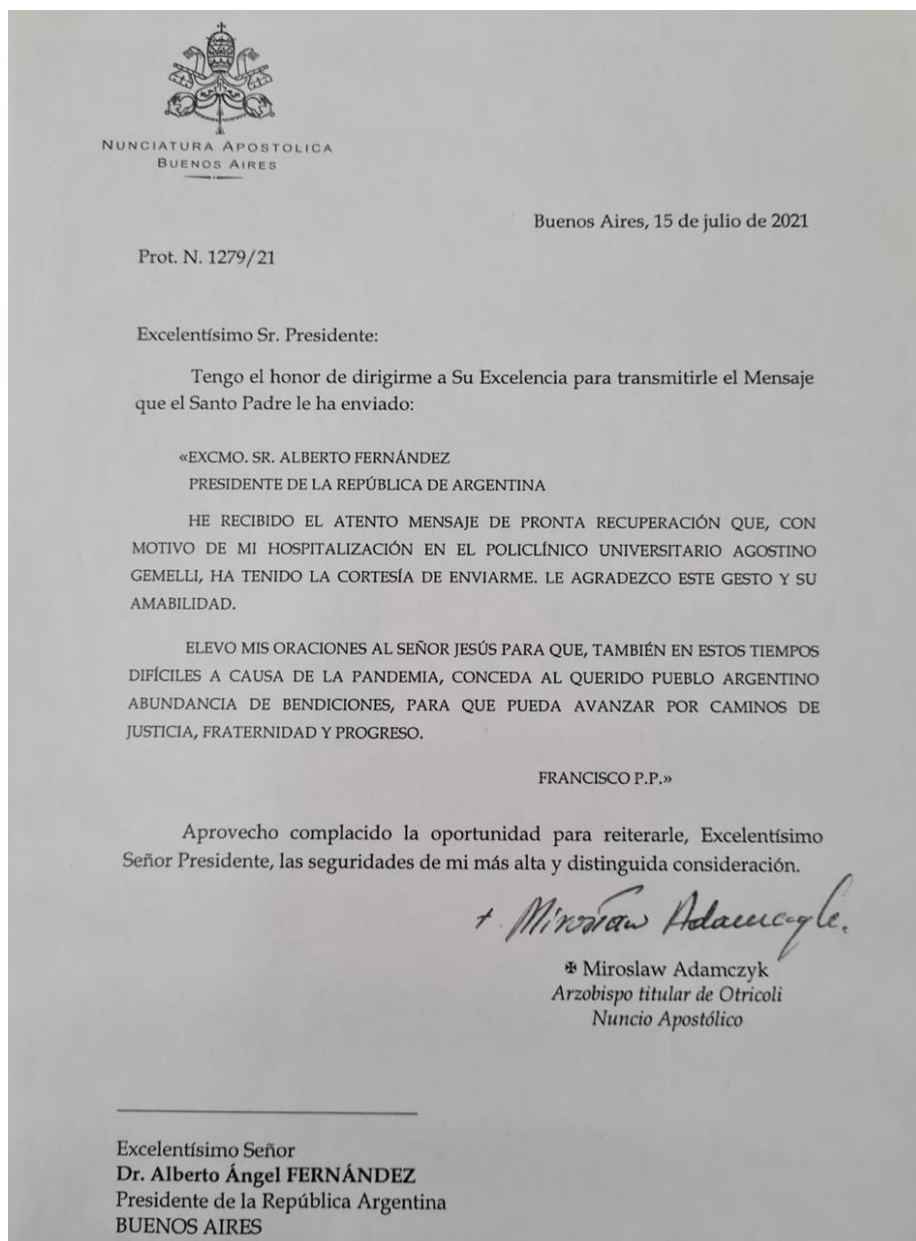 NUNCIATURA APOSTOLICA
BUENOS AIRES
Buenos Aires, 15 de julio de 2021
Prot. N. 1279/21
Excelentísimo Sr. Presidente:
Tengo el honor de dirigirme a Su Excelencia para transmitirle el Mensaje
que el Santo Padre le ha enviado:
«EXCMO. SR. ALBERTO FERNÁNDEZ
PRESIDENTE DE LA REPÚBLICA DE ARGENTINA
HE RECIBIDO EL ATENTO MENSAJE DE PRONTA RECUPERACIÓN QUE, CON
MOTIVO DE MI HOSPITALIZACIÓN EN EL POLICLÍNICO UNIVERSITARIO AGOSTINO
GEMELLI, HA TENIDO LA CORTESÍA DE ENVIARME. LE AGRADEZCO ESTE GESTO Y SU
AMABILIDAD.
ELEVO MIS ORACIONES AL SEÑOR JESÚS PARA QUE, TAMBIÉN EN ESTOS TIEMPOS
DIFÍCILES A CAUSA DE LA PANDEMIA, CONCEDA AL QUERIDO PUEBLO ARGENTINO
ABUNDANCIA DE BENDICIONES, PARA QUE PUEDA AVANZAR POR CAMINOS DE
JUSTICIA, FRATERNIDAD Y PROGRESO.
FRANCISCO P.P.»
Aprovecho complacido la oportunidad para reiterarle, Excelentísimo
Señor Presidente, las seguridades de mi más alta y distinguida consideración.
+ Mirosław Adamczyk.
✠ Miroslaw Adamczyk
Arzobispo titular de Otricoli
Nuncio Apostólico
Excelentísimo Señor
Dr. Alberto Ángel FERNÁNDEZ
Presidente de la República Argentina
BUENOS AIRES